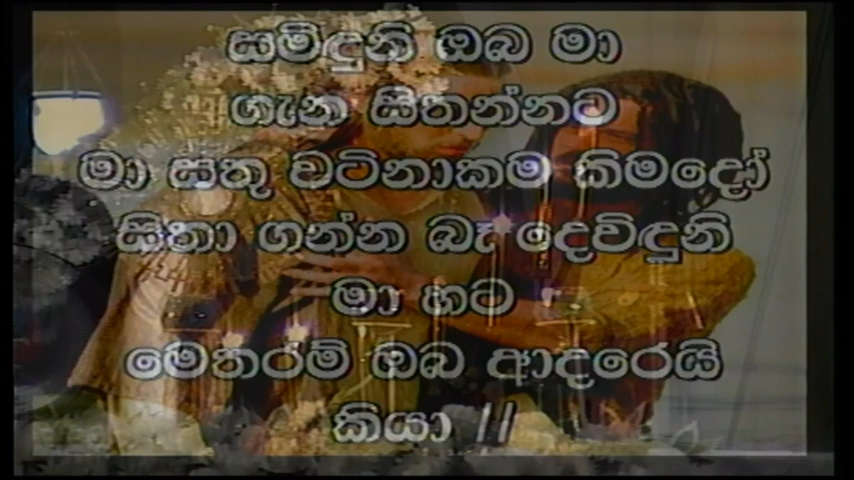 සමිඳුනි ඔබ මා
ගැන සිතන්නට
මා සතු වටිනාකම කිමදෝ
සිතා ගන්න බෑ දෙවිඳුනි
මා හට
මෙතරම් ඔබ ආදරෙයි
කියා //